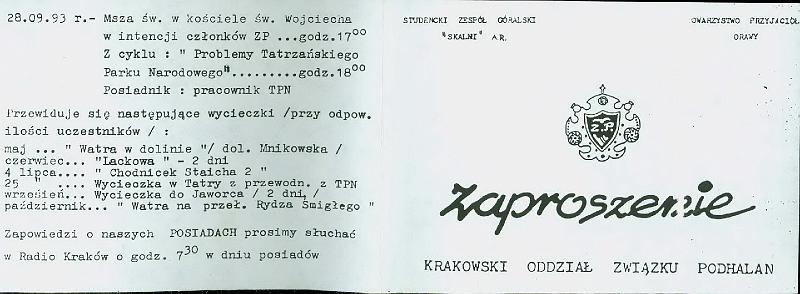 28.09.93 r.- Msza św. w kościele św. Wojciecha
w intencji członków ZP ...godz.17⁰⁰
Z cyklu : " Problemy Tatrzańskiego
Parku Narodowego".........godz.18⁰⁰
Posiadnik : pracownik TPN
Przewiduje się następujące wycieczki /przy odpow.
ilości uczestników / :
maj ... " Watra w dolinie "/ dol. Mnikowska /
czerwiec... "Lackowa " - 2 dni
4 lipca.... " Chodnicek Staicha 2 "
25 " .... Wycieczka w Tatry z przewodn. z TPN
wrzesień... Wycieczka do Jaworca / 2 dni, /
październik... " Watra na przeł. Rydza Śmigłego "
Zapowiedzi o naszych POSIADACH prosimy słuchać
w Radio Kraków o godz. 7³⁰ w dniu posiadów
STUDENCKI ZESPÓŁ GÓRALSKI
"SKALNI" A.R.
OWARZYSTWO PRZYJACIÓŁ
ORAWY
Z P
Zaproszenie
KRAKOWSKI ODDZIAŁ ZWIĄZKU PODHALAN